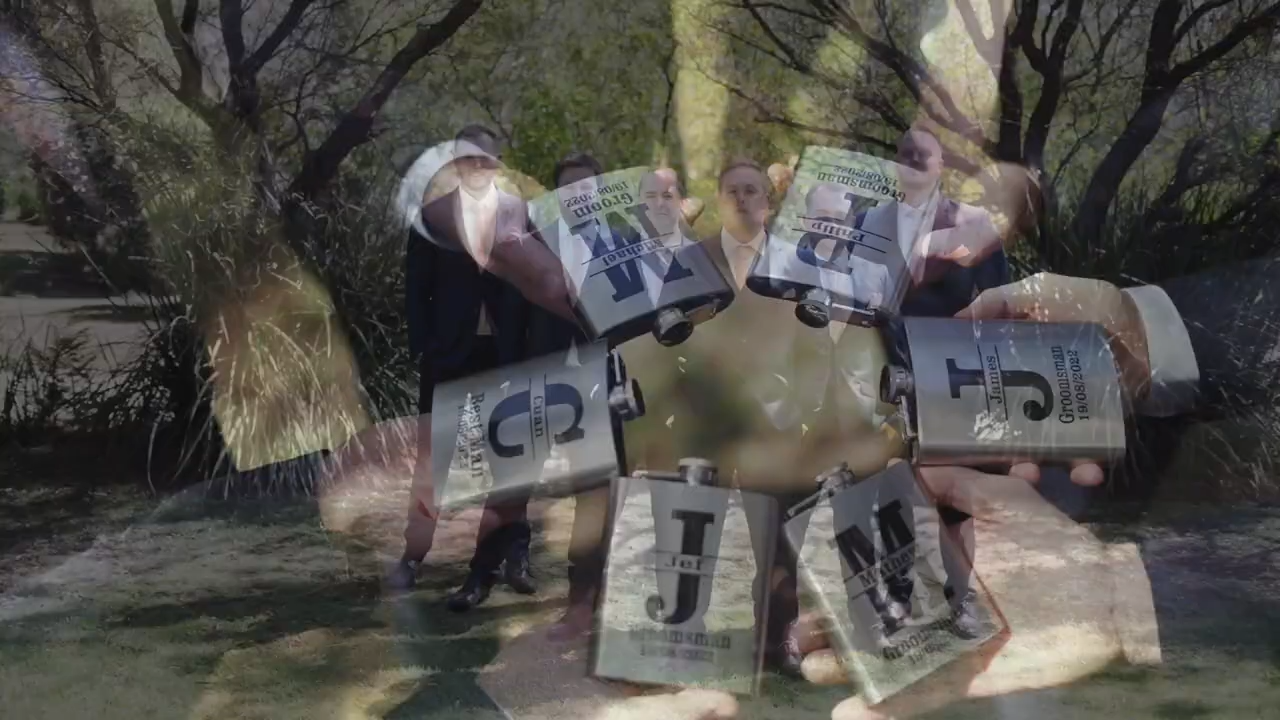 M
Michael
Groom
19/08/2022
P
Philip
Groomsman
19/08/2022
J
James
Groomsman
19/08/2022
C
Cuan
Best Man
J
Jef
Groomsman
M
Groomsman